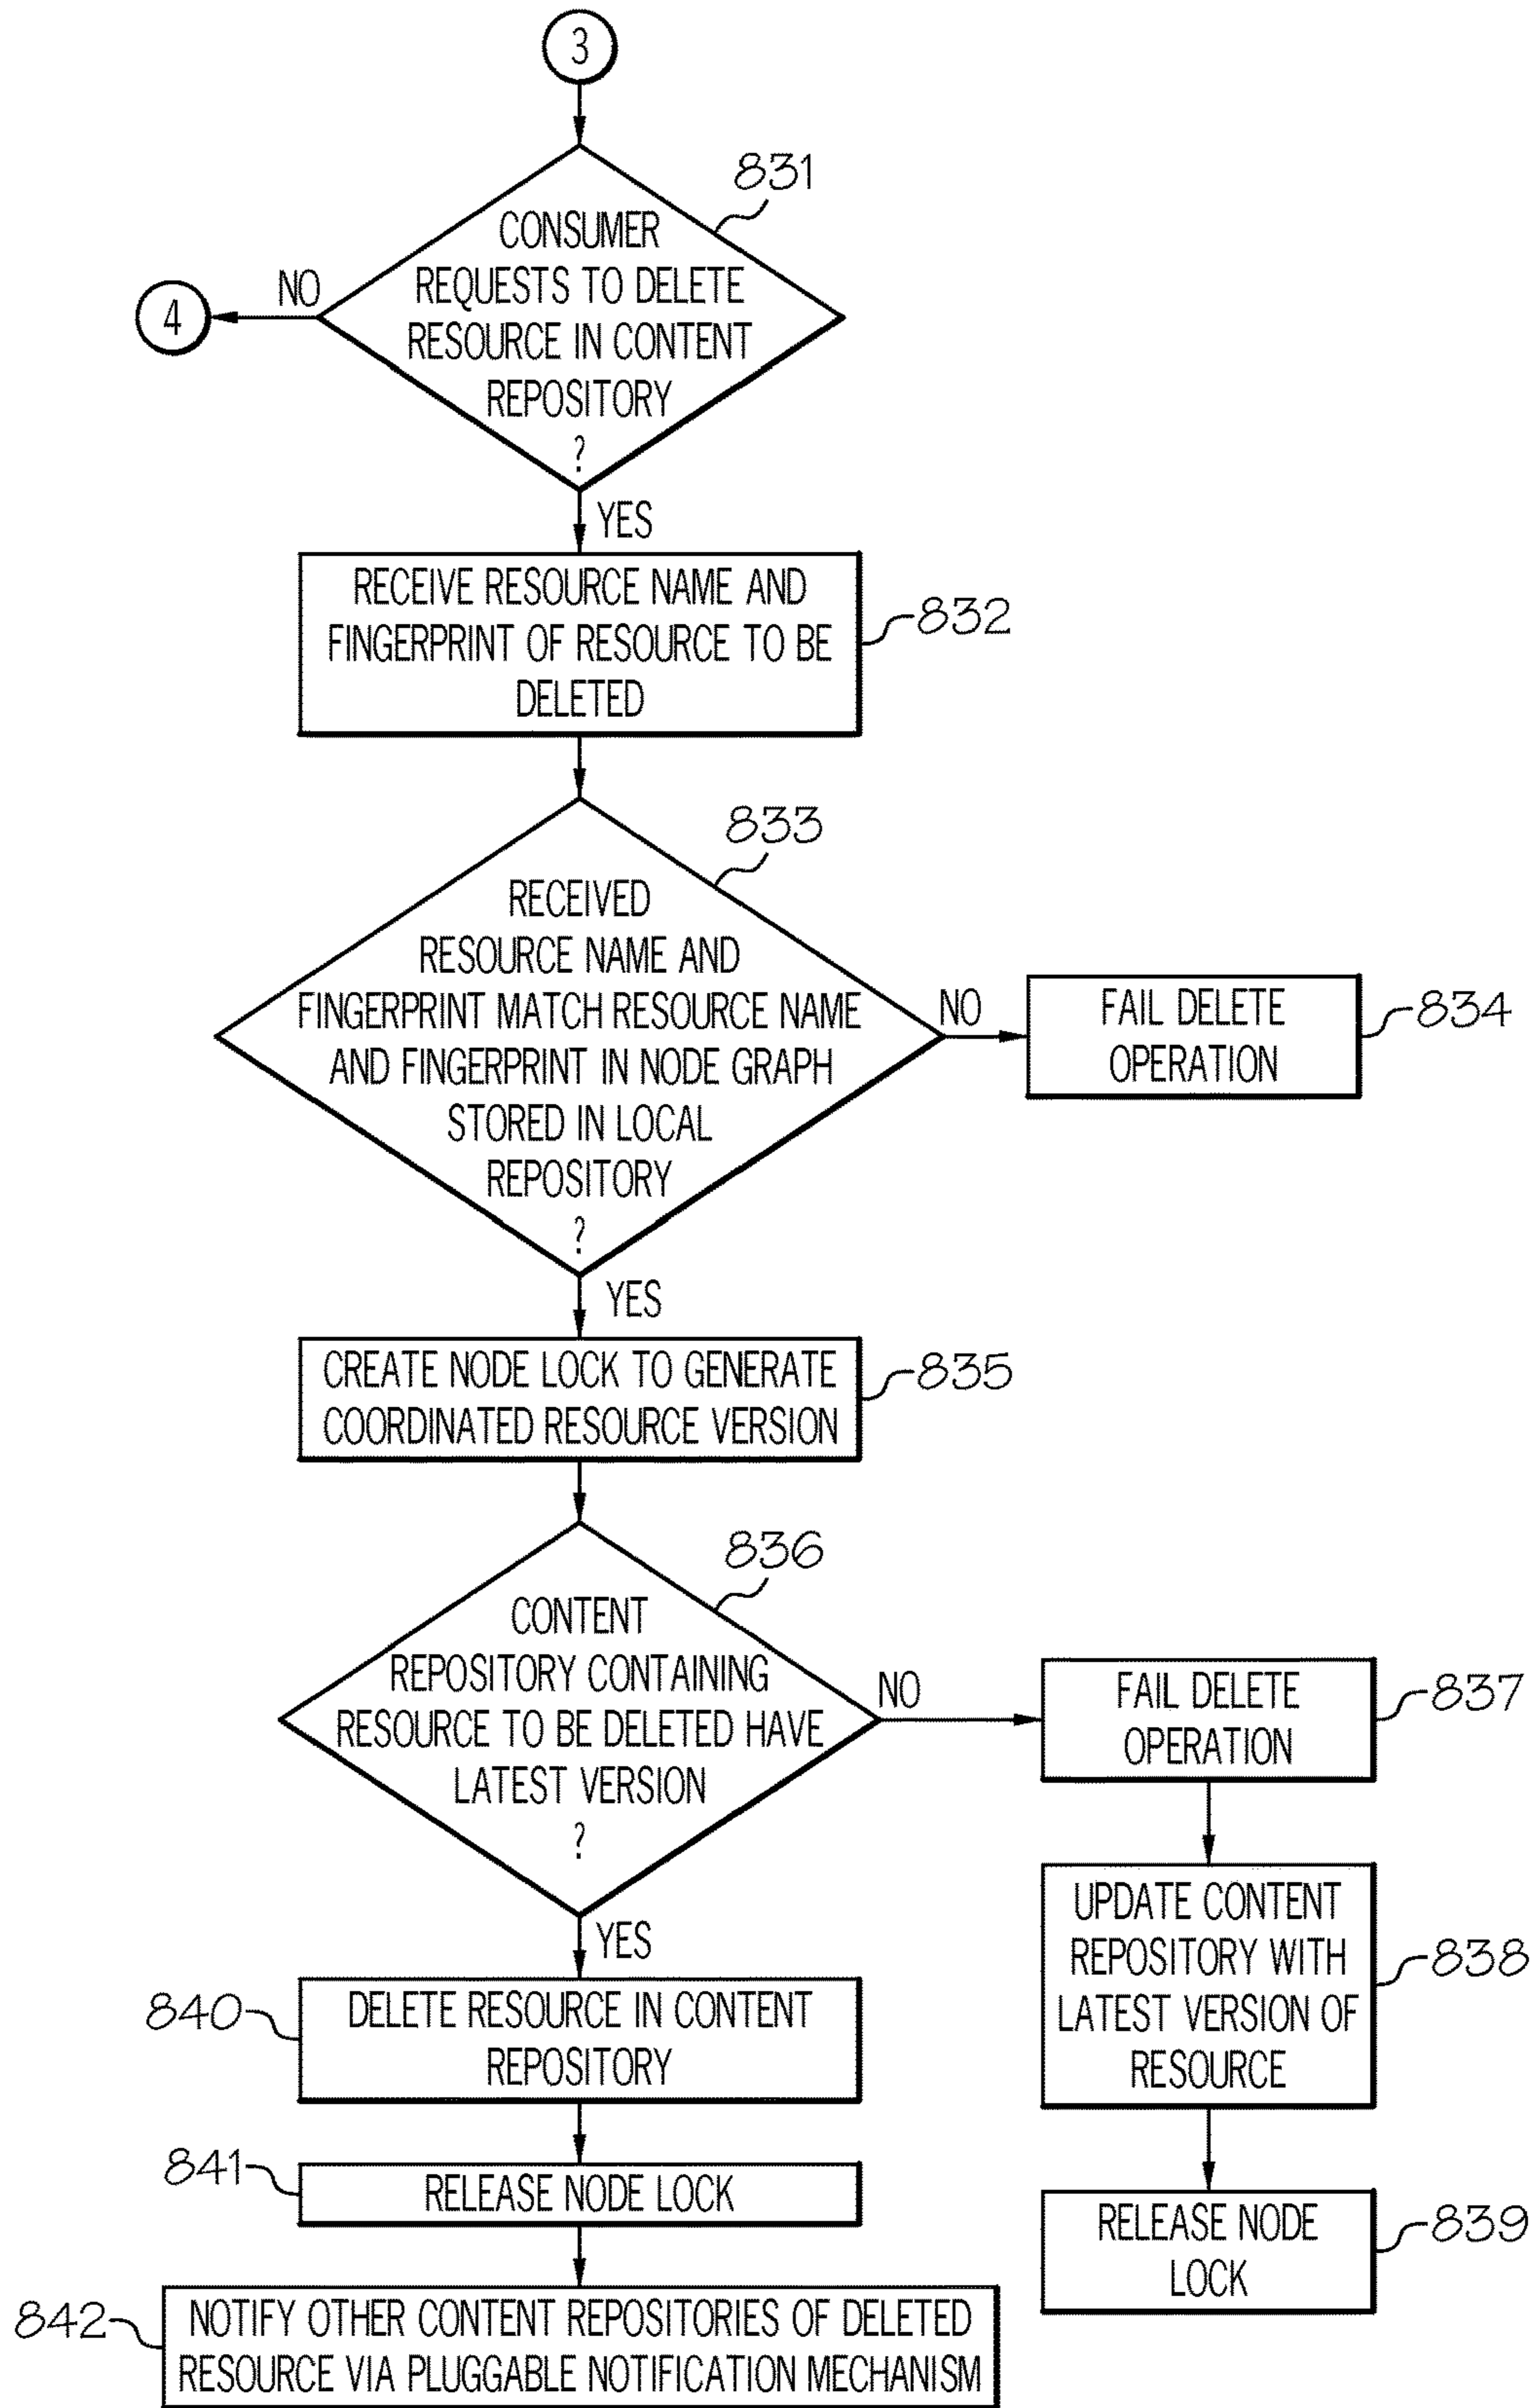 3
831
CONSUMER
REQUESTS TO DELETE
RESOURCE IN CONTENT
REPOSITORY
?
NO
4
YES
RECEIVE RESOURCE NAME AND
FINGERPRINT OF RESOURCE TO BE
DELETED
832
833
RECEIVED
RESOURCE NAME AND
FINGERPRINT MATCH RESOURCE NAME
AND FINGERPRINT IN NODE GRAPH
STORED IN LOCAL
REPOSITORY
?
NO
FAIL DELETE
OPERATION
834
YES
CREATE NODE LOCK TO GENERATE
COORDINATED RESOURCE VERSION
835
836
CONTENT
REPOSITORY CONTAINING
RESOURCE TO BE DELETED HAVE
LATEST VERSION
?
NO
FAIL DELETE
OPERATION
837
UPDATE CONTENT
REPOSITORY WITH
LATEST VERSION OF
RESOURCE
838
RELEASE NODE
LOCK
839
YES
840
DELETE RESOURCE IN CONTENT
REPOSITORY
841
RELEASE NODE LOCK
842
NOTIFY OTHER CONTENT REPOSITORIES OF DELETED
RESOURCE VIA PLUGGABLE NOTIFICATION MECHANISM